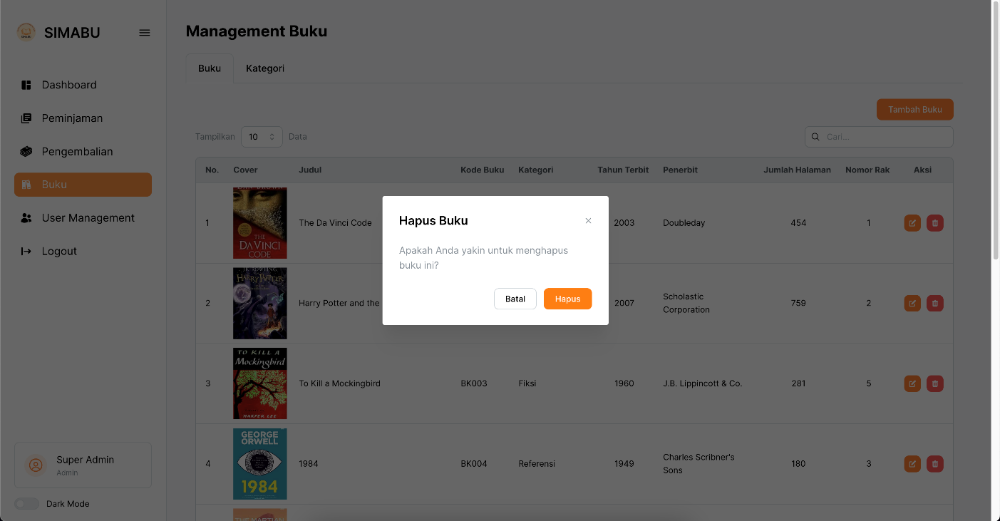 SIMABU
Dashboard
Peminjaman
Pengembalian
Buku
User Management
Logout
Super Admin
Admin
Dark Mode
Management Buku
Buku Kategori
Tambah Buku
Tampilkan 10 Data
Cari...
No. Cover Judul Kode Buku Kategori Tahun Terbit Penerbit Jumlah Halaman Nomor Rak Aksi
1 The Da Vinci Code 2003 Doubleday 454 1
THE
DA VINCI
CODE
2 Harry Potter and the 2007 Scholastic Corporation 759 2
HARRY POTTER
3 To Kill a Mockingbird BK003 Fiksi 1960 J.B. Lippincott & Co. 281 5
TO KILL A
Mockingbird
HARPER LEE
4 1984 BK004 Referensi 1949 Charles Scribner's Sons 180 3
GEORGE
ORWELL
1984
Hapus Buku
Apakah Anda yakin untuk menghapus
buku ini?
Batal Hapus